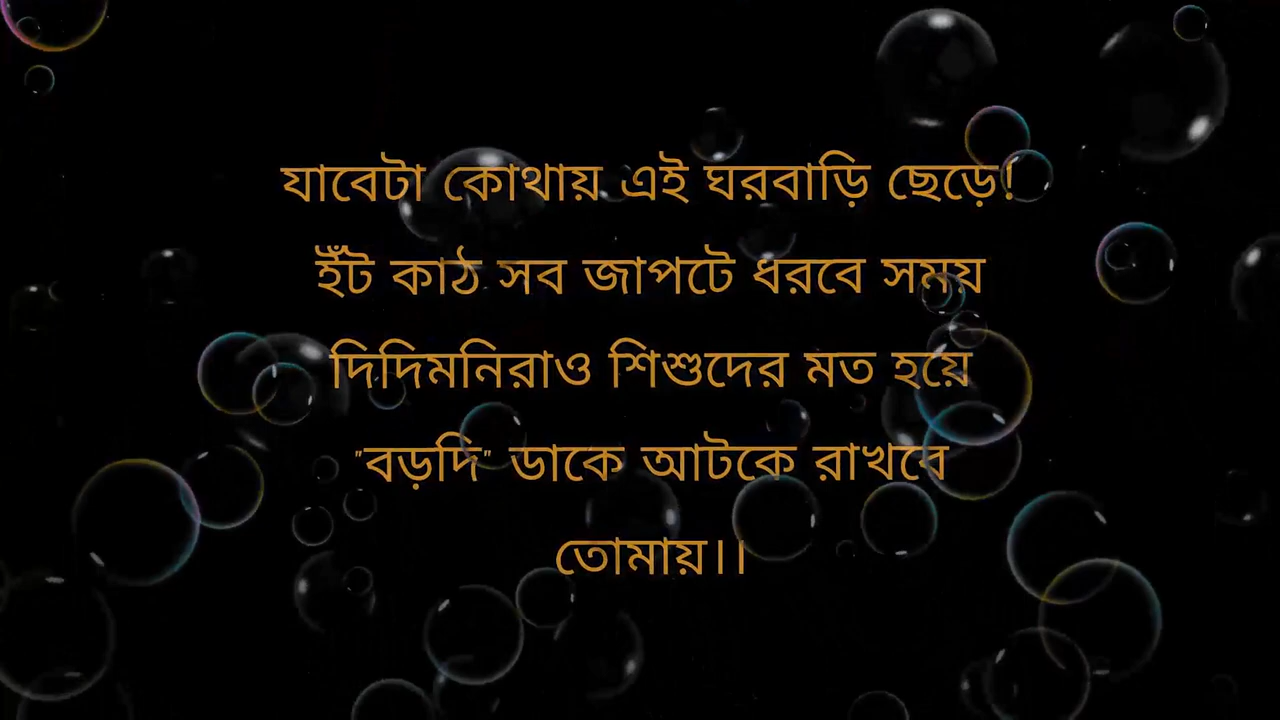 যাবেটা কোথায় এই ঘরবাড়ি ছেড়ে!
ইঁট কাঠ সব জাপটে ধরবে সময়
দিদিমনিরাও শিশুদের মত হয়ে
"বড়দি" ডাকে আটকে রাখবে
তোমায়।।